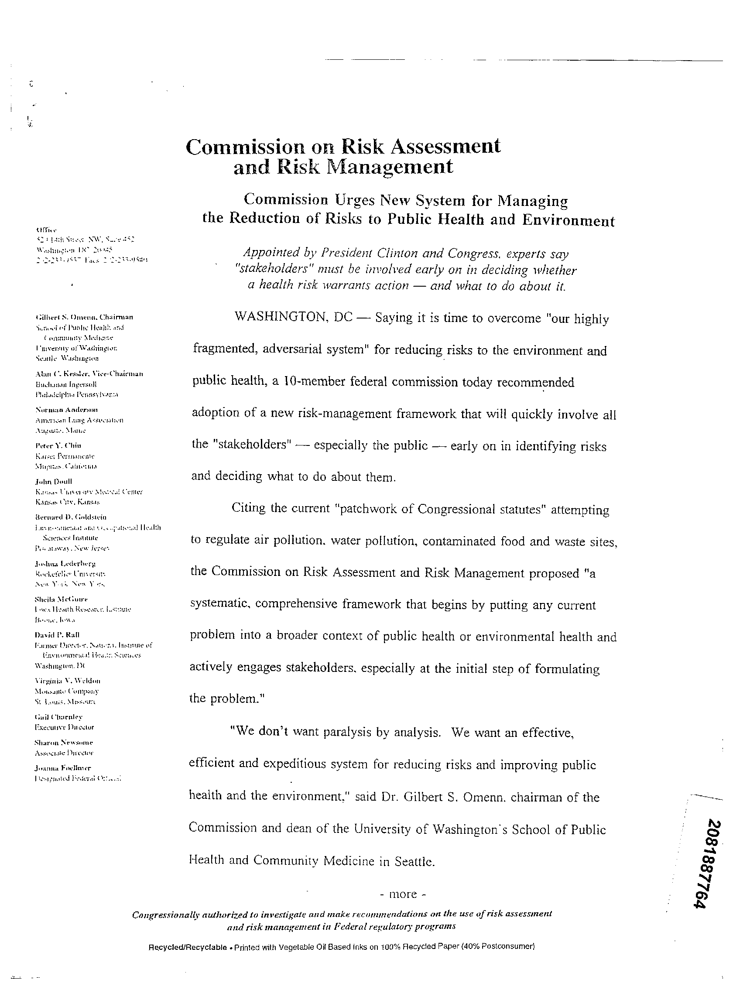 Commission on Risk Assessment
and Risk Management
Commission Urges New System for Managing
the Reduction of Risks to Public Health and Environment
Appointed by President Clinton and Congress, experts say
"stakeholders" must be involved early on in deciding whether
a health risk warrants action — and what to do about it.
Office
529 14th Street, NW, Suite 452
Washington DC 20045
Gilbert S. Omenn, Chairman
School of Public Health and
Community Medicine
University of Washington
Seattle Washington
Alan C. Kessler, Vice-Chairman
Buchanan Ingersoll
Philadelphia Pennsylvania
Norman Anderson
American Lung Association
Augusta, Maine
Peter Y. Chiu
Kaiser Permanente
Milpitas, California
John Doull
Kansas University Medical Center
Kansas City, Kansas
Bernard D. Goldstein
Environmental and Occupational Health
Sciences Institute
Piscataway, New Jersey
Joshua Lederberg
Rockefeller University
New York, New York
Sheila McGuire
Iowa Health Research Institute
Boone, Iowa
David P. Rall
Former Director, National Institute of
Environmental Health Sciences
Washington, DC
Virginia V. Weldon
Monsanto Company
St. Louis, Missouri
Gail Charnley
Executive Director
Sharon Newsome
Associate Director
Joanna Foellmer
Designated Federal Official
WASHINGTON, DC — Saying it is time to overcome "our highly
fragmented, adversarial system" for reducing risks to the environment and
public health, a 10-member federal commission today recommended
adoption of a new risk-management framework that will quickly involve all
the "stakeholders" — especially the public — early on in identifying risks
and deciding what to do about them.
Citing the current "patchwork of Congressional statutes" attempting
to regulate air pollution, water pollution, contaminated food and waste sites,
the Commission on Risk Assessment and Risk Management proposed "a
systematic, comprehensive framework that begins by putting any current
problem into a broader context of public health or environmental health and
actively engages stakeholders, especially at the initial step of formulating
the problem."
"We don't want paralysis by analysis. We want an effective,
efficient and expeditious system for reducing risks and improving public
health and the environment," said Dr. Gilbert S. Omenn, chairman of the
Commission and dean of the University of Washington's School of Public
Health and Community Medicine in Seattle.
- more -
Congressionally authorized to investigate and make recommendations on the use of risk assessment
and risk management in Federal regulatory programs
Recycled/Recyclable • Printed with Vegetable Oil Based Inks on 100% Recycled Paper (40% Postconsumer)
2081887764